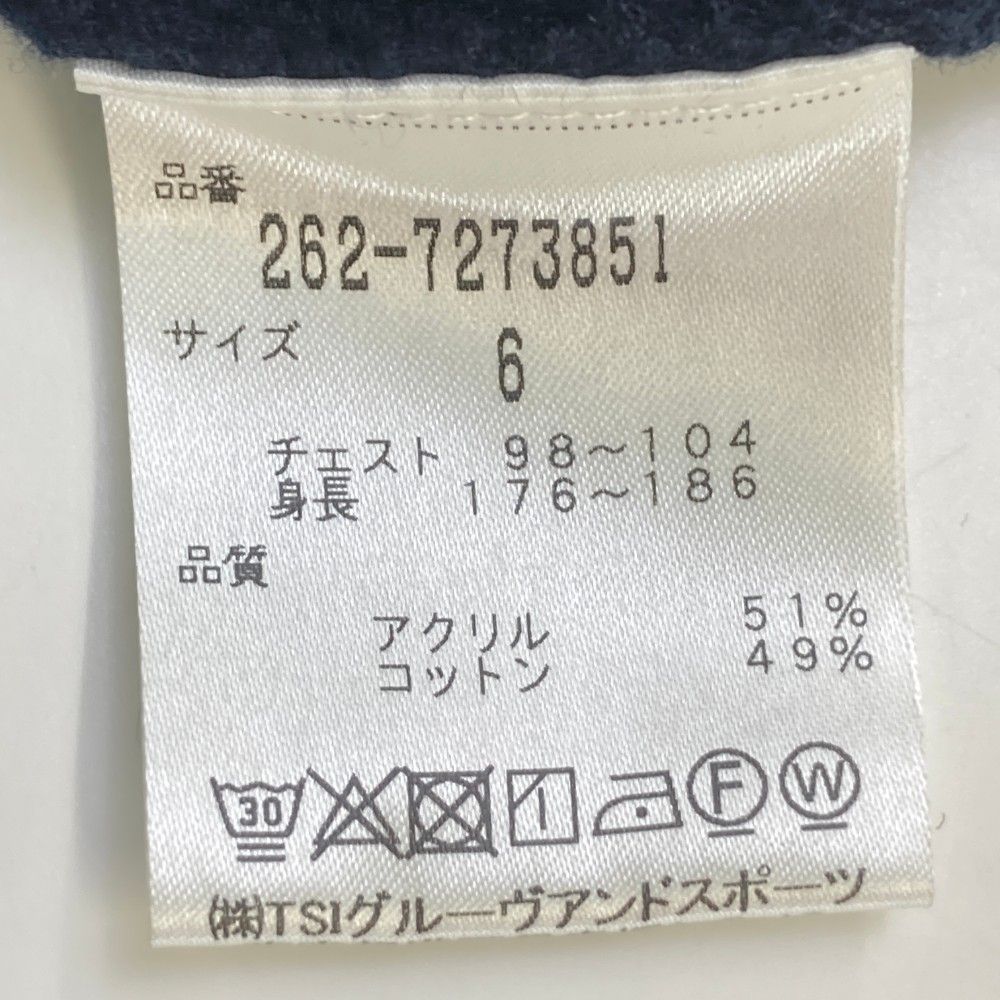 品番
262-7273851
サイズ 6
チェスト 98～104
身長 176～186
品質
アクリル 51%
コットン 49%
30 F W
㈱TSIグルーヴアンドスポーツ